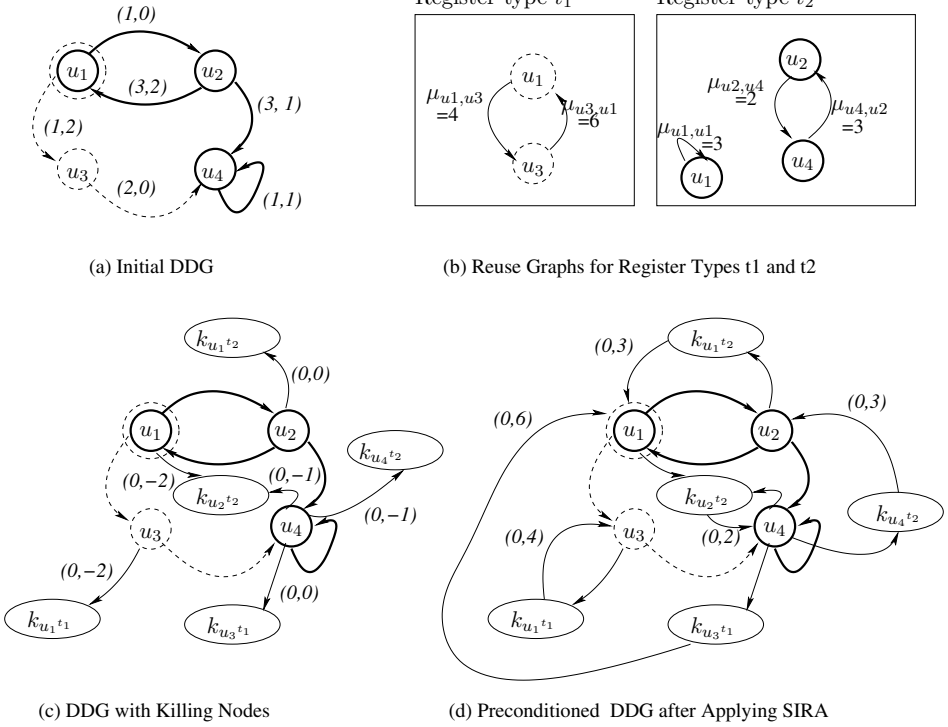 Register type t1
Register type t2
(1,0)
u1
u2
(3,2)
(3, 1)
(1,2)
u3
u4
(2,0)
(1,1)
u1
μu1,u3
=4
μu3,u1
=6
u3
u2
μu2,u4
=2
μu4,u2
=3
μu1,u1
=3
u4
u1
(a) Initial DDG
(b) Reuse Graphs for Register Types t1 and t2
ku1t2
(0,0)
u1
u2
(0,−2)
(0,−1)
ku4t2
ku2t2
(0,−1)
u3
u4
(0,−2)
(0,0)
ku1t1
ku3t1
ku1t2
(0,3)
(0,6)
(0,3)
u1
u2
ku2t2
ku4t2
(0,4)
u3
(0,2)
u4
ku1t1
ku3t1
(c) DDG with Killing Nodes
(d) Preconditioned DDG after Applying SIRA